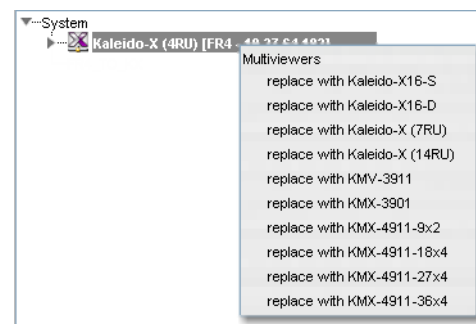 System
Kaleido-X (4RU) [FR4
Multiviewers
replace with Kaleido-X16-S
replace with Kaleido-X16-D
replace with Kaleido-X (7RU)
replace with Kaleido-X (14RU)
replace with KMV-3911
replace with KMX-3901
replace with KMX-4911-9x2
replace with KMX-4911-18x4
replace with KMX-4911-27x4
replace with KMX-4911-36x4